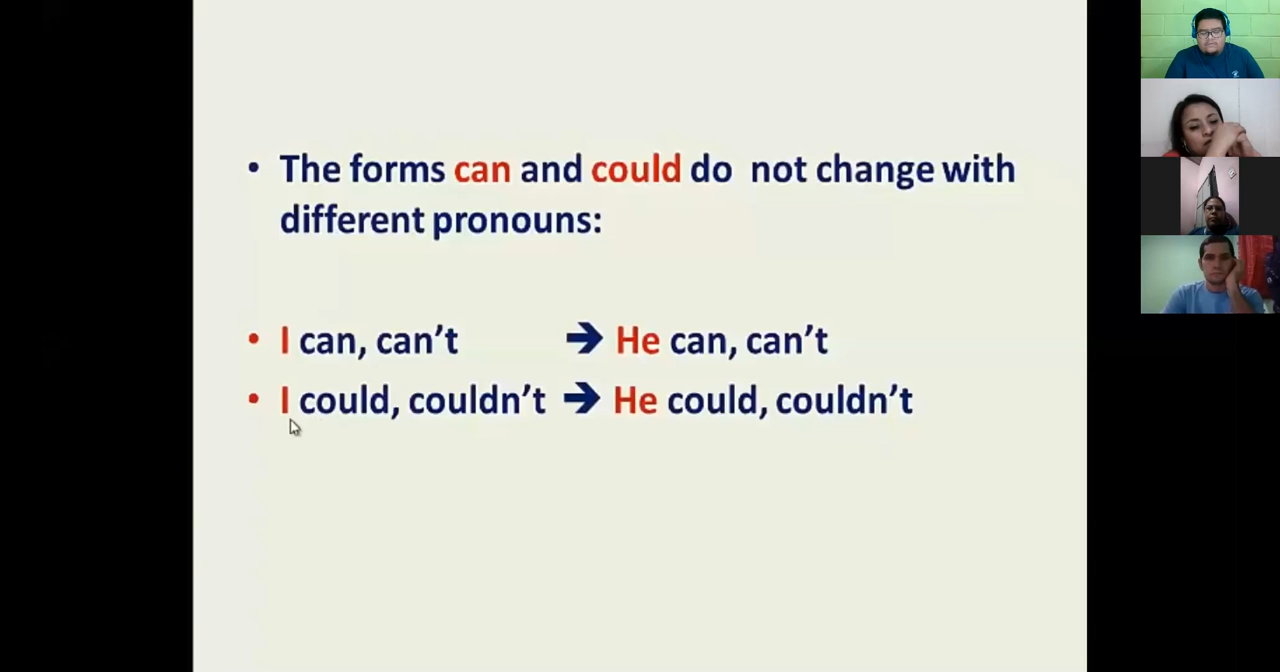 • The forms can and could do  not change with
different pronouns:
• I can, can’t ➔ He can, can’t
• I could, couldn’t ➔ He could, couldn’t